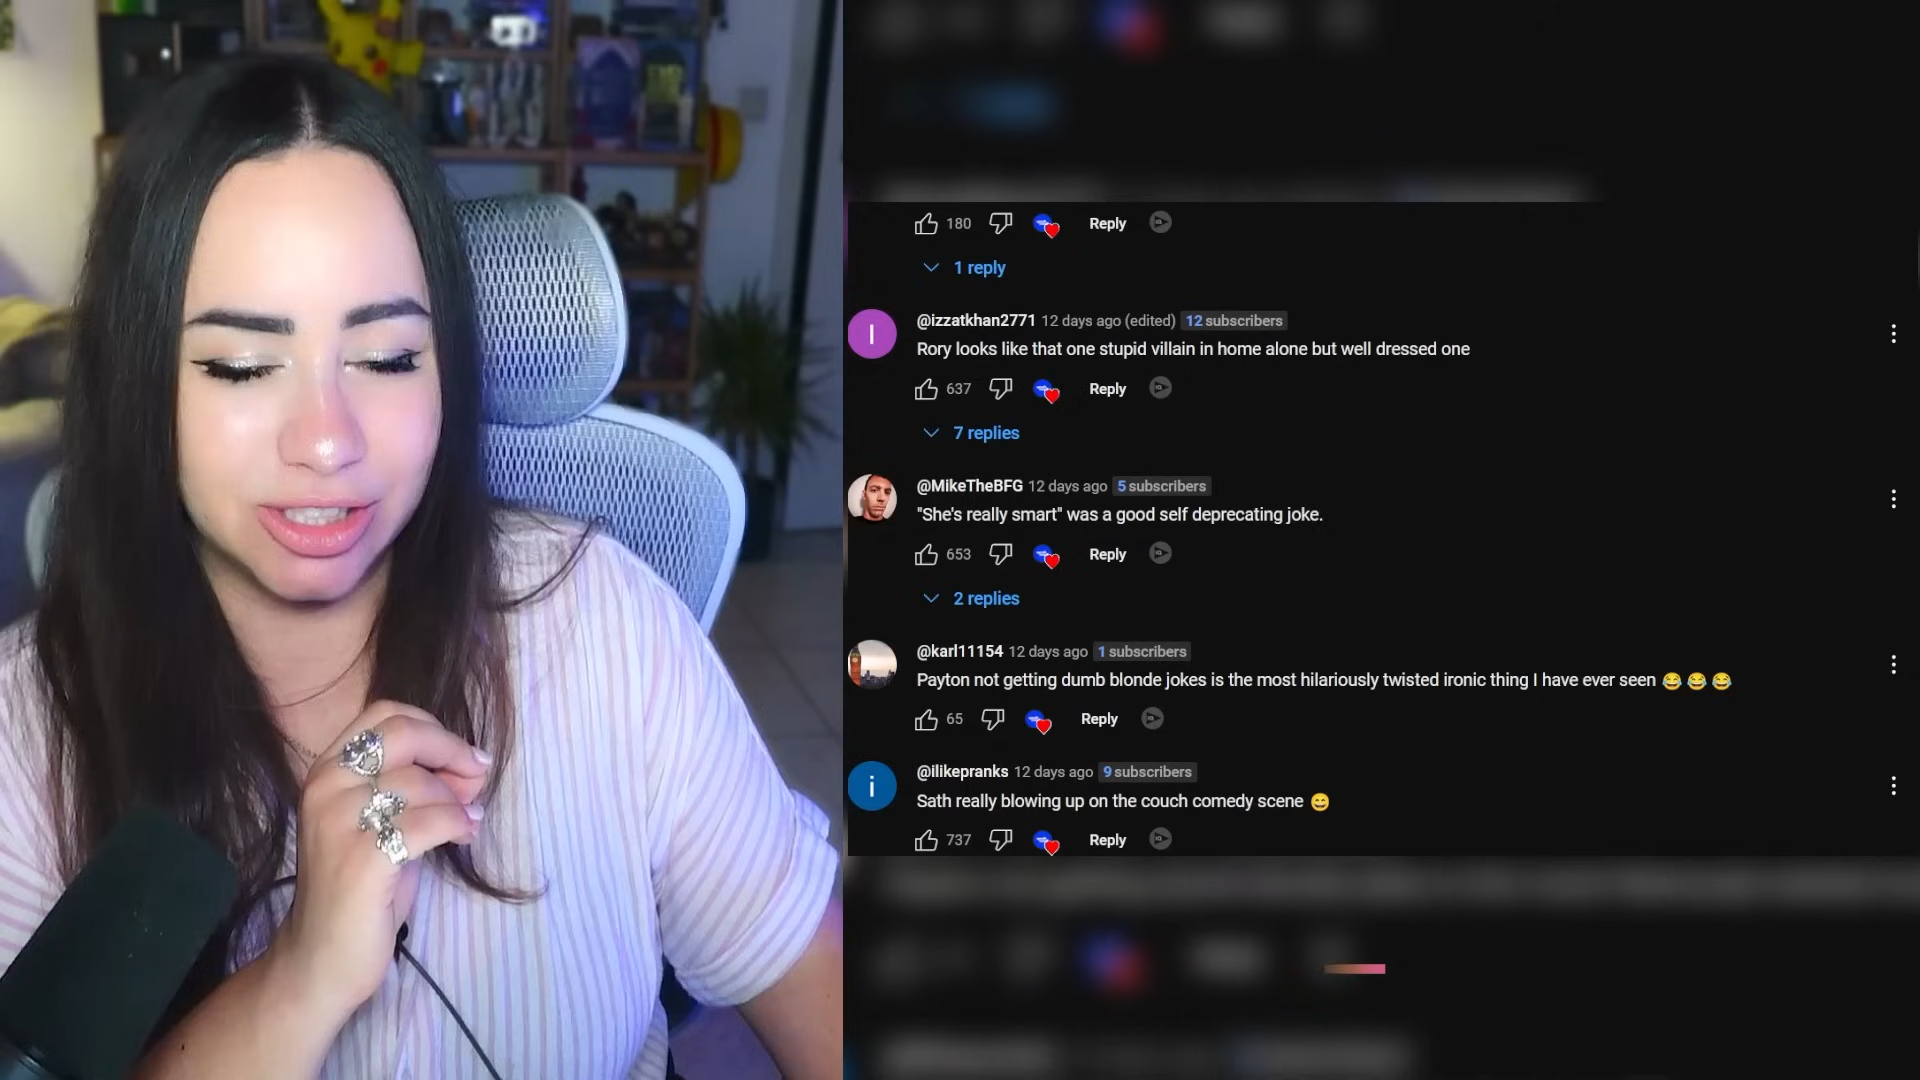 180 Reply
1 reply
I
@izzatkhan2771 12 days ago (edited) 12 subscribers
Rory looks like that one stupid villain in home alone but well dressed one
637 Reply
7 replies
@MikeTheBFG 12 days ago 5 subscribers
"She's really smart" was a good self deprecating joke.
653 Reply
2 replies
@karl11154 12 days ago 1 subscribers
Payton not getting dumb blonde jokes is the most hilariously twisted ironic thing I have ever seen 😂 😂 😂
65 Reply
i
@ilikepranks 12 days ago 9 subscribers
Sath really blowing up on the couch comedy scene 😄
737 Reply